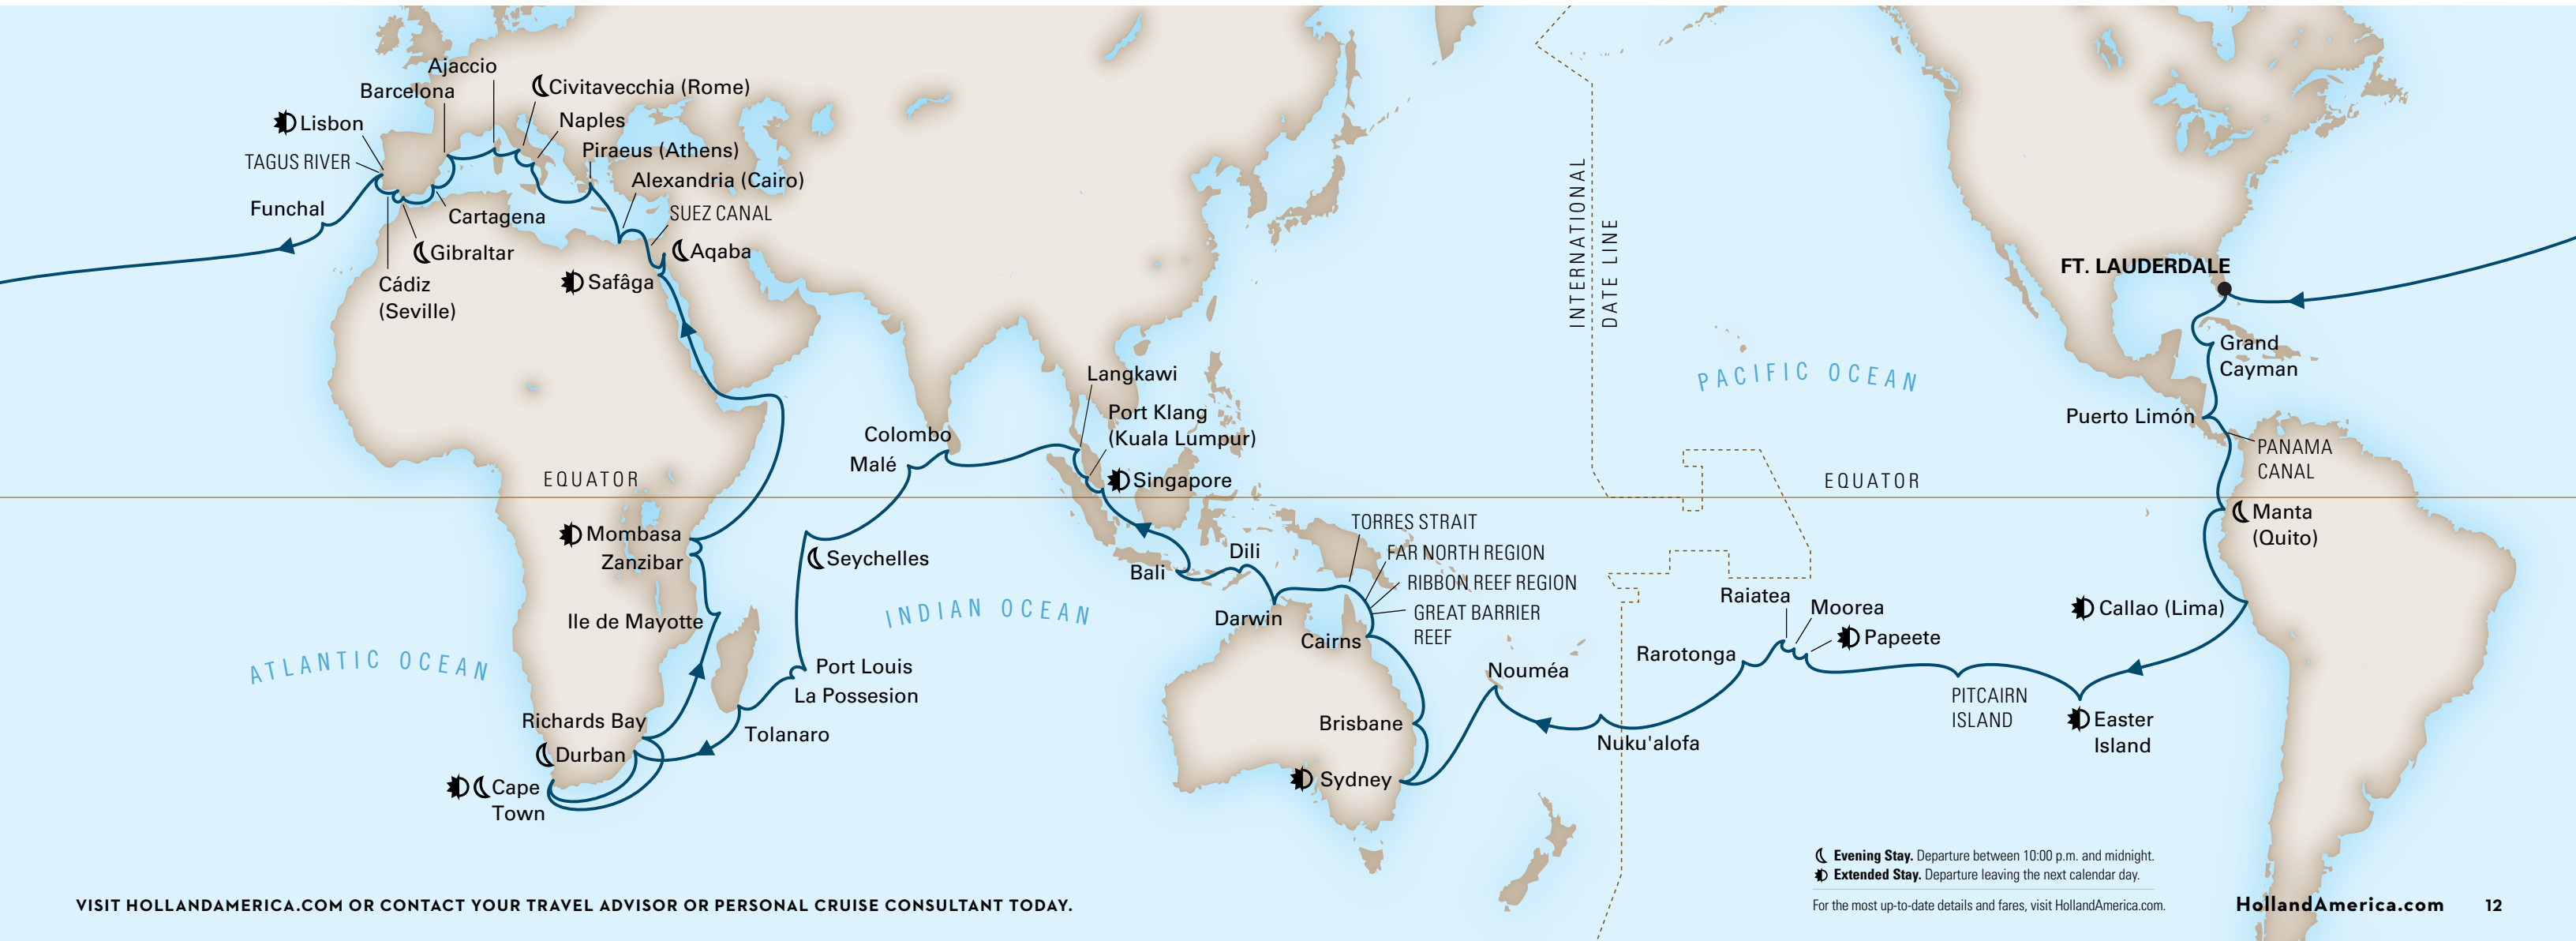 Ajaccio
Barcelona
Civitavecchia (Rome)
Lisbon
Naples
TAGUS RIVER
Piraeus (Athens)
Alexandria (Cairo)
Funchal
Cartagena
SUEZ CANAL
Gibraltar
Aqaba
Cádiz
(Seville)
Safâga
INTERNATIONAL
DATE LINE
FT. LAUDERDALE
Grand
Cayman
PACIFIC OCEAN
Langkawi
Port Klang
(Kuala Lumpur)
Puerto Limón
Colombo
Malé
PANAMA
CANAL
EQUATOR
Singapore
EQUATOR
Manta
(Quito)
Mombasa
Zanzibar
Seychelles
TORRES STRAIT
Dili
FAR NORTH REGION
Bali
RIBBON REEF REGION
Raiatea
Moorea
Callao (Lima)
Ile de Mayotte
INDIAN OCEAN
Darwin
GREAT BARRIER
REEF
Cairns
Papeete
ATLANTIC OCEAN
Port Louis
La Possesion
Nouméa
Rarotonga
PITCAIRN
ISLAND
Richards Bay
Tolanaro
Brisbane
Nuku'alofa
Easter
Island
Durban
Cape
Town
Sydney
Evening Stay. Departure between 10:00 p.m. and midnight.
Extended Stay. Departure leaving the next calendar day.
For the most up-to-date details and fares, visit HollandAmerica.com.
VISIT HOLLANDAMERICA.COM OR CONTACT YOUR TRAVEL ADVISOR OR PERSONAL CRUISE CONSULTANT TODAY.
HollandAmerica.com 12